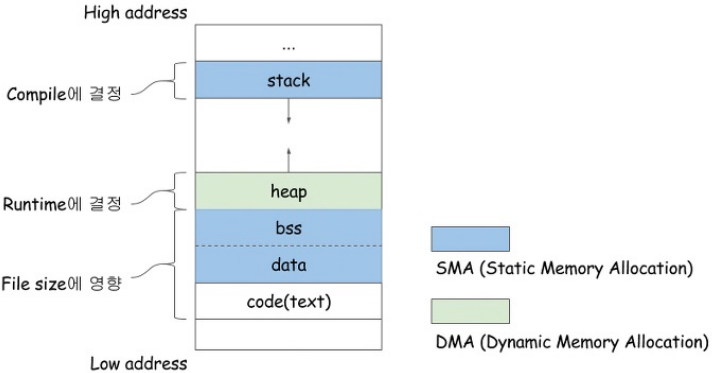 High address
...
stack
Compile에 결정
heap
Runtime에 결정
bss
data
File size에 영향
code(text)
Low address
SMA (Static Memory Allocation)
DMA (Dynamic Memory Allocation)